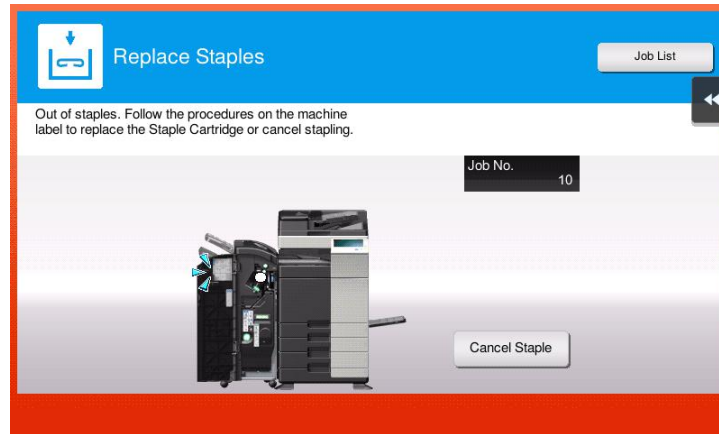 Replace Staples
Job List
Out of staples. Follow the procedures on the machine
label to replace the Staple Cartridge or cancel stapling.
Job No.
10
Cancel Staple